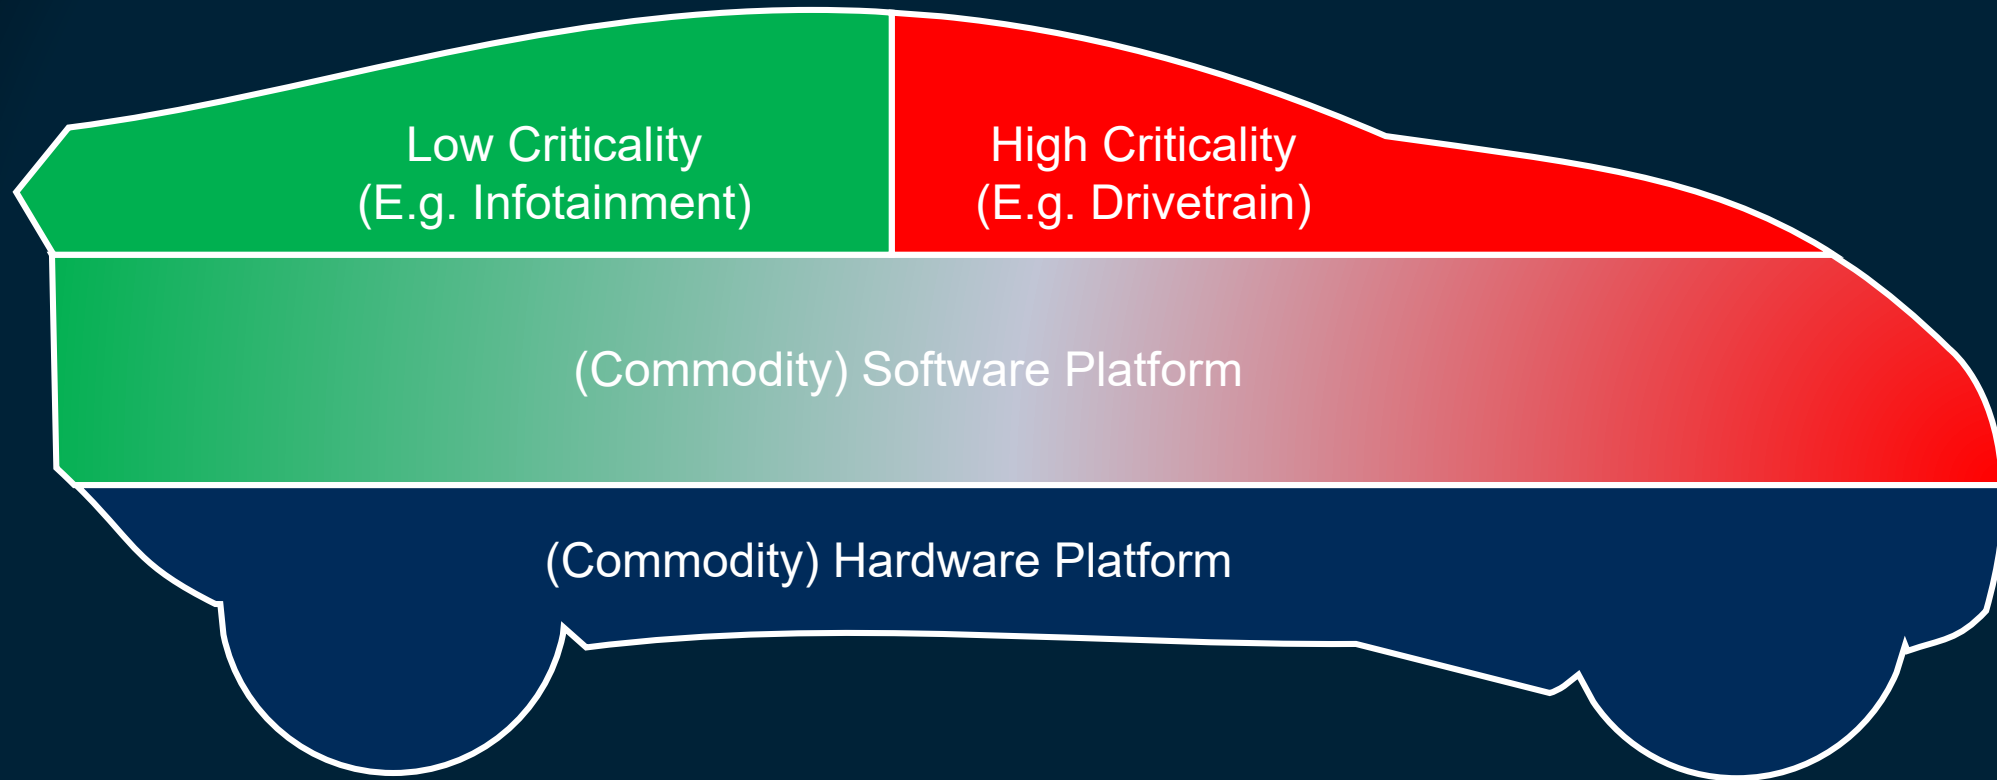 Low Criticality
(E.g. Infotainment)
High Criticality
(E.g. Drivetrain)
(Commodity) Software Platform
(Commodity) Hardware Platform